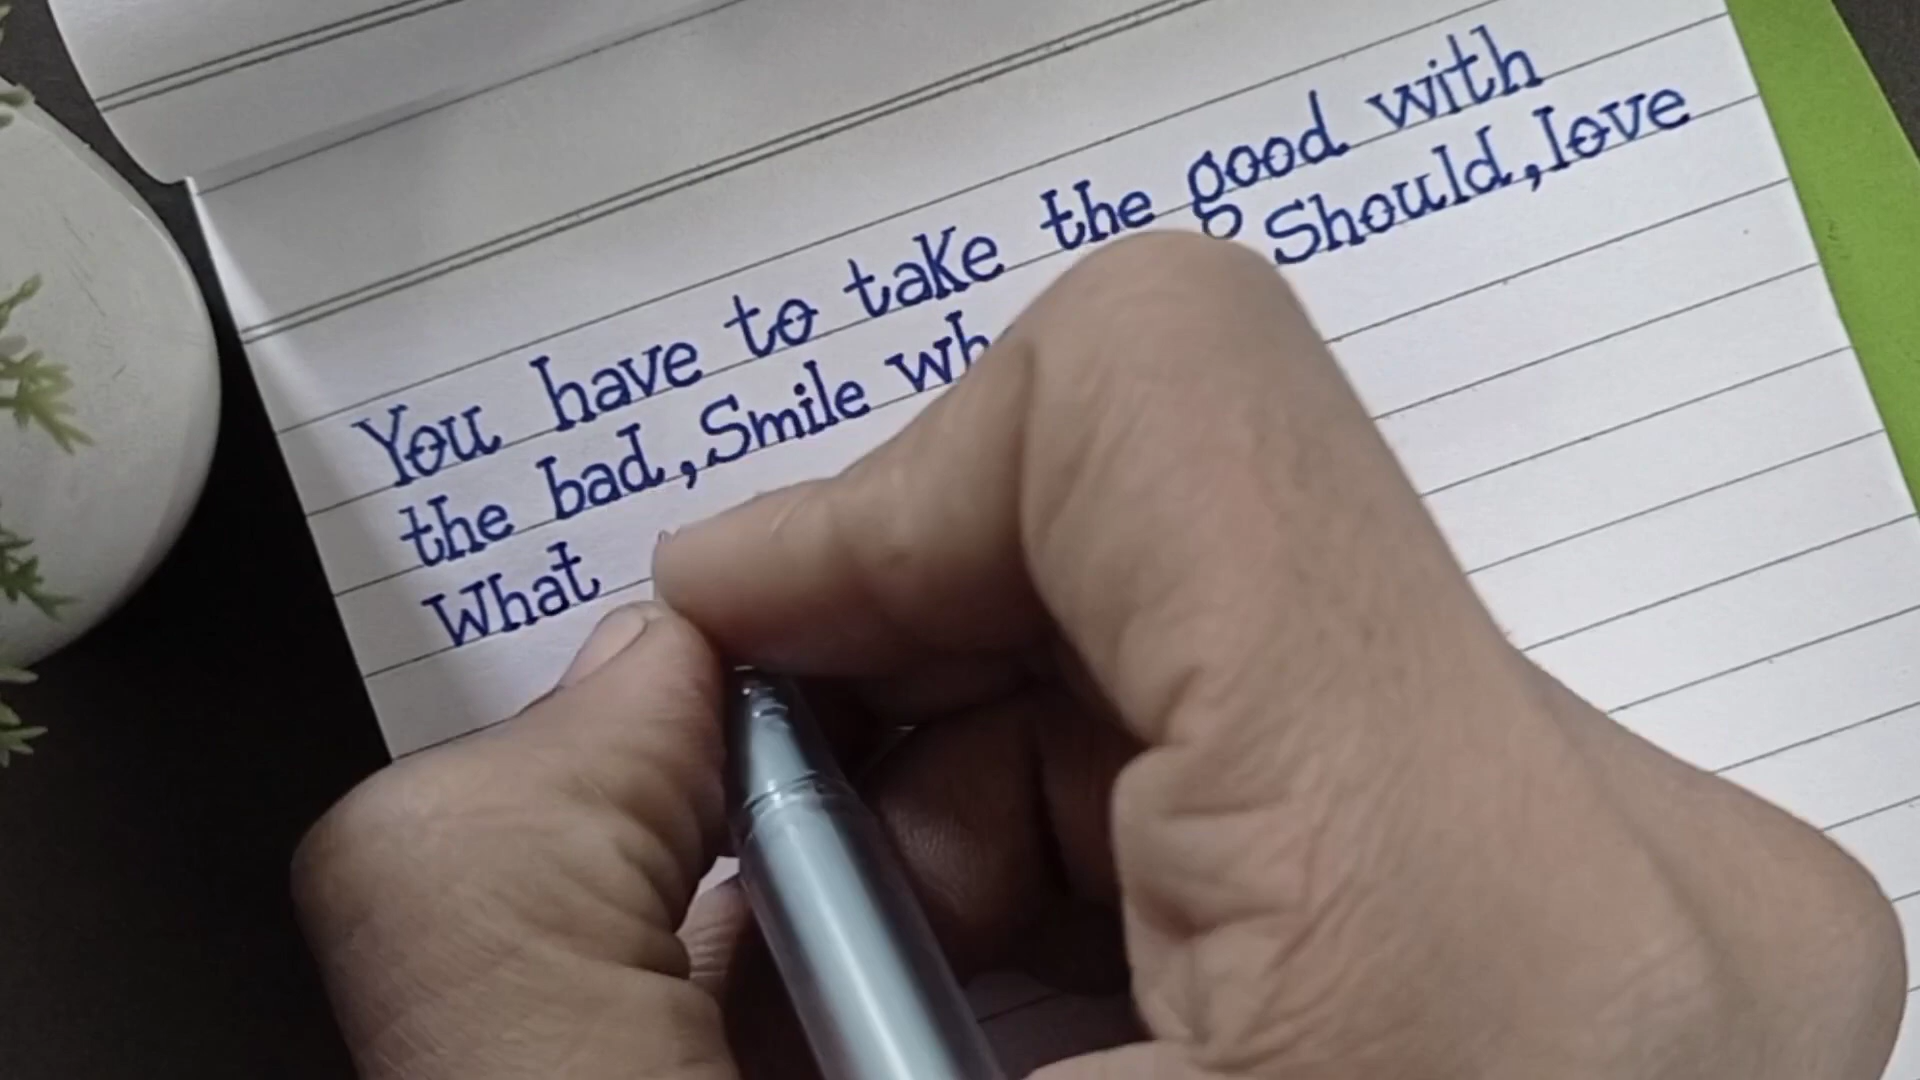 You have to take the good with
the bad, Smile wh Should, love
What